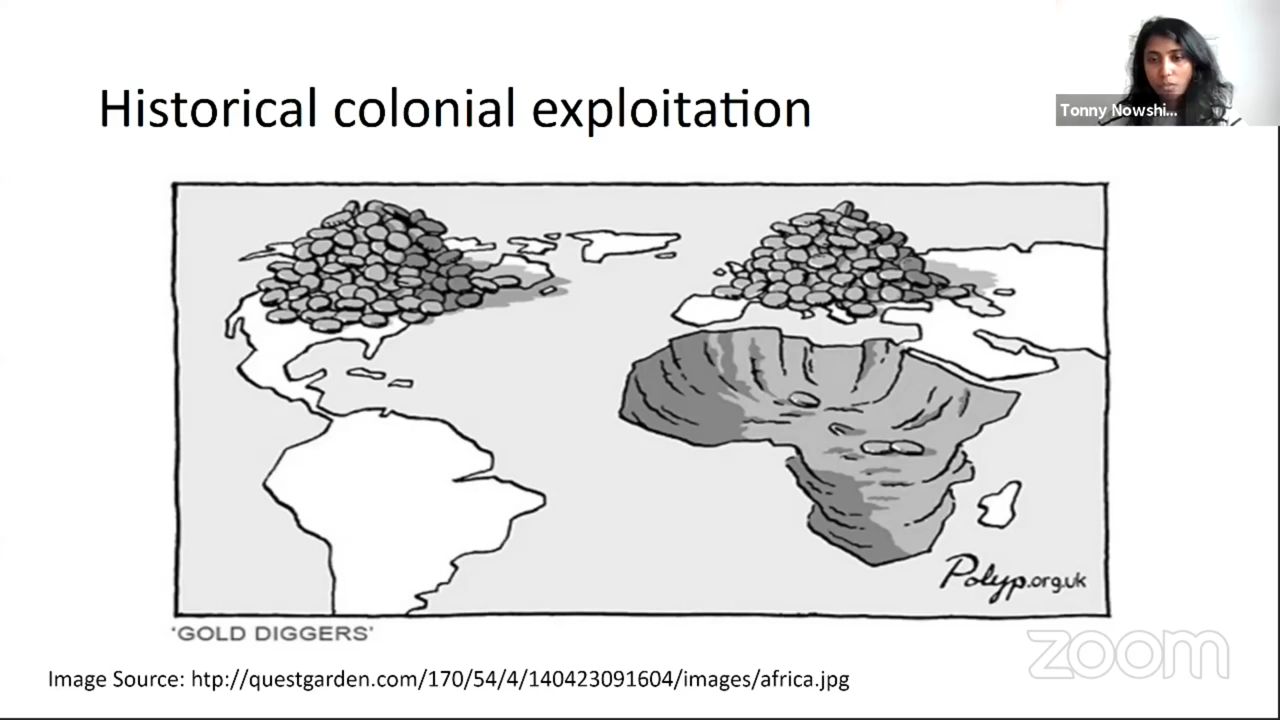 Historical colonial exploitation
Tonny Nowshi...
Polyp.org.uk
'GOLD DIGGERS'
zoom
Image Source: htp://questgarden.com/170/54/4/140423091604/images/africa.jpg